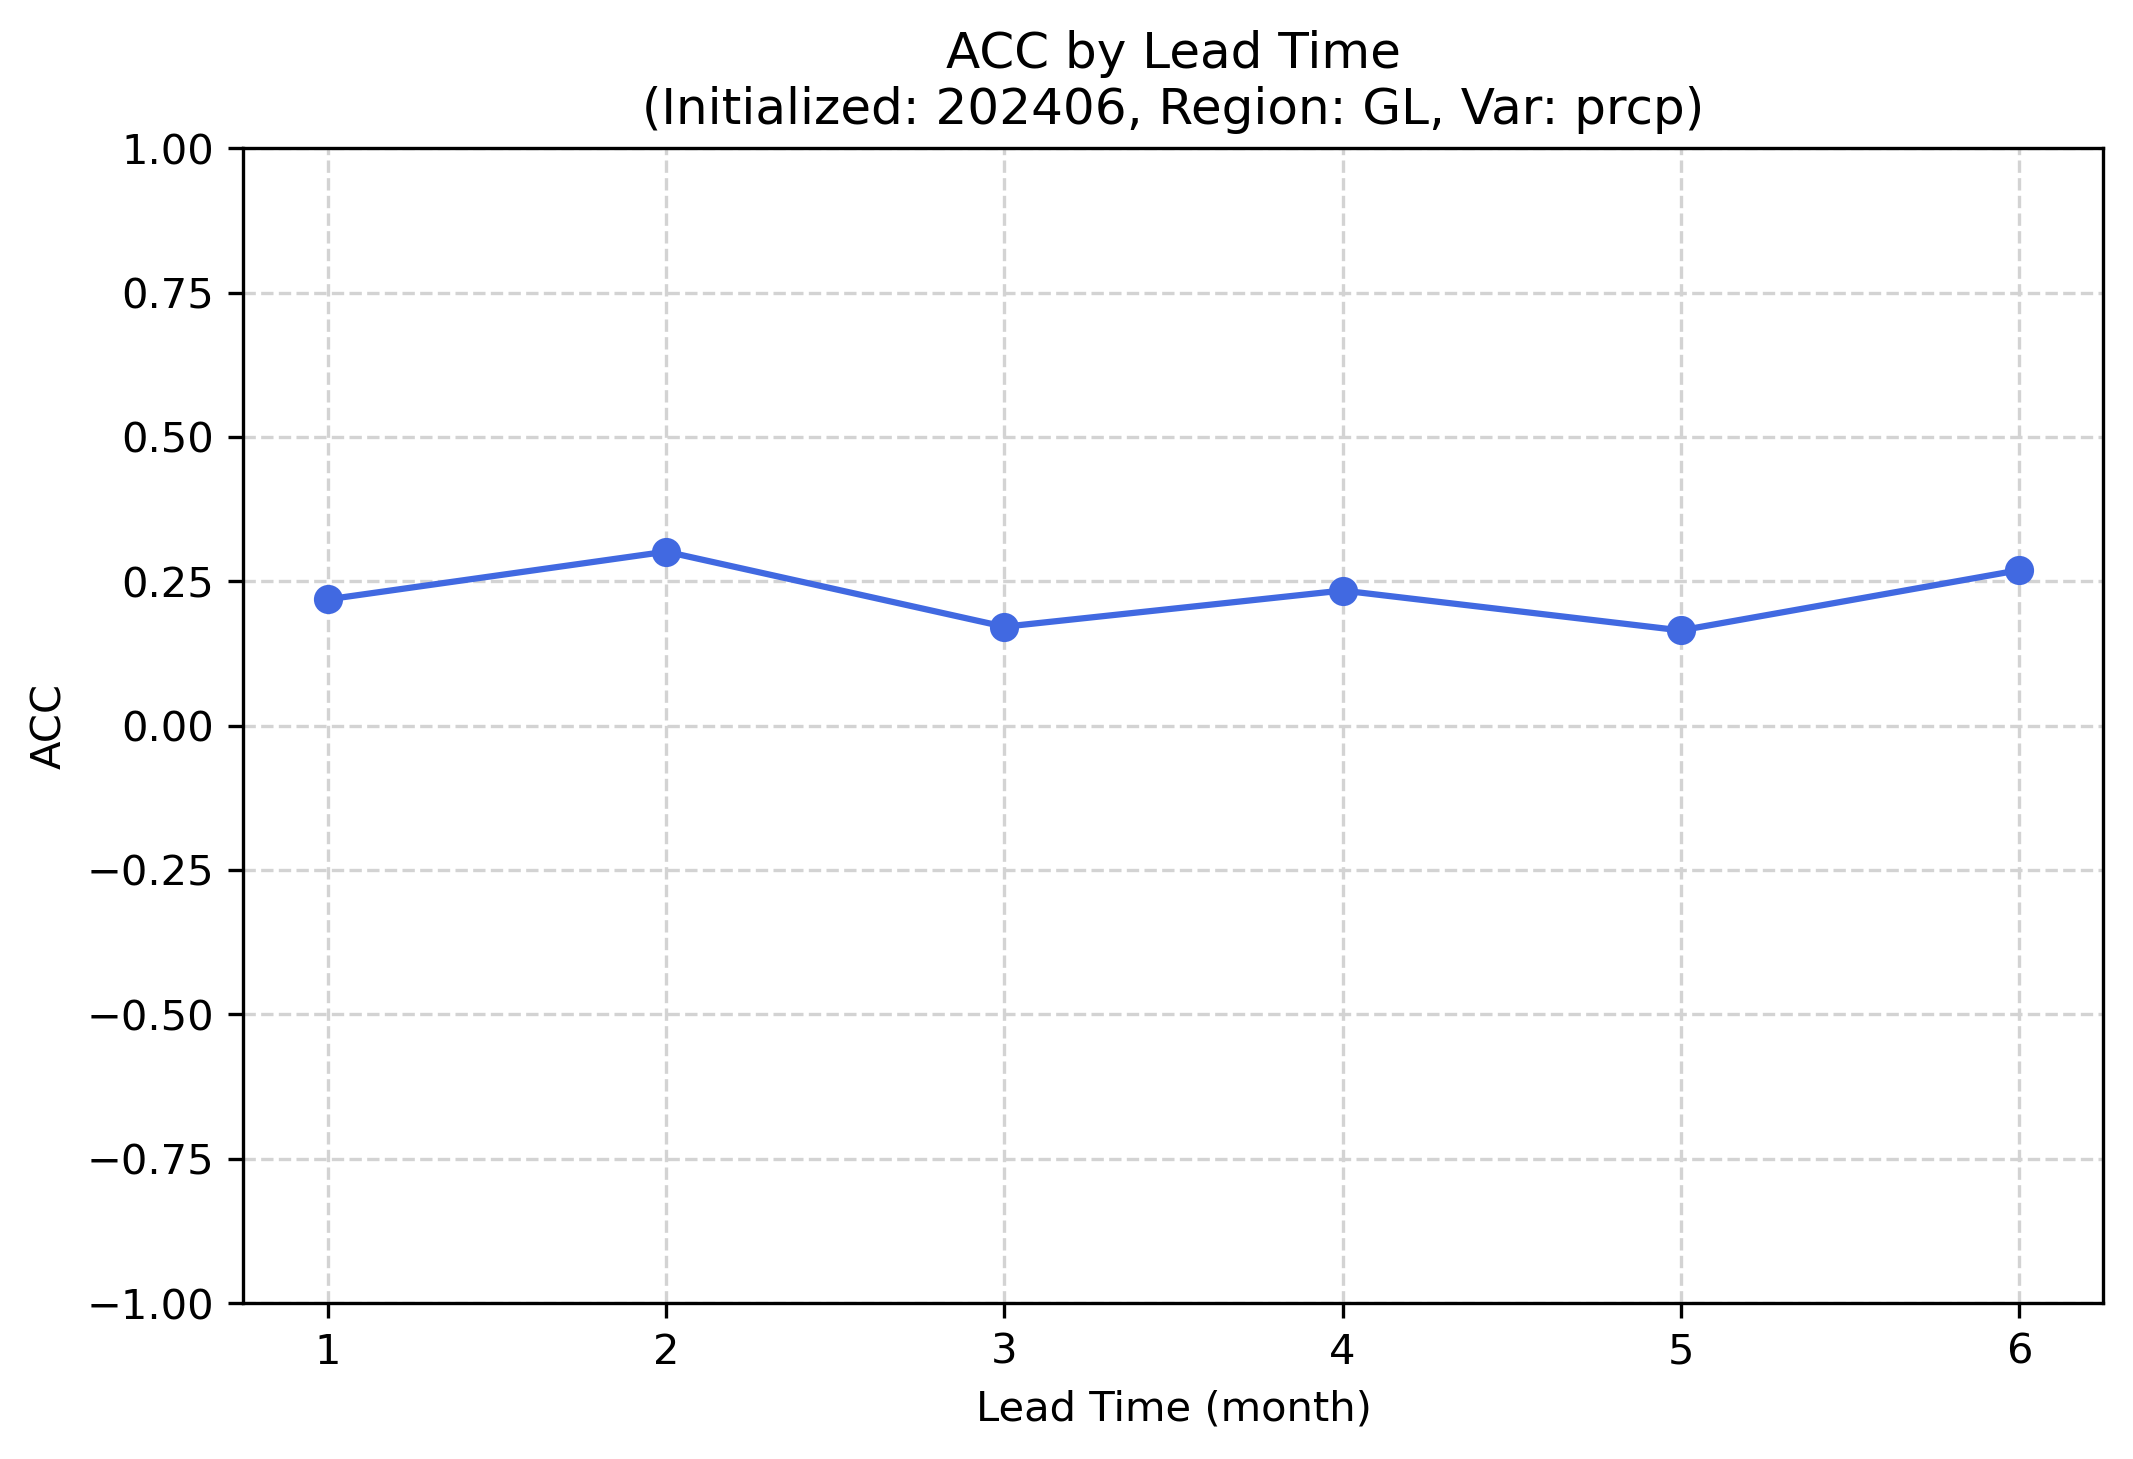 ACC by Lead Time
(Initialized: 202406, Region: GL, Var: prcp)
1.00
0.75
0.50
0.25
0.00
−0.25
−0.50
−0.75
−1.00
ACC
1 2 3 4 5 6
Lead Time (month)